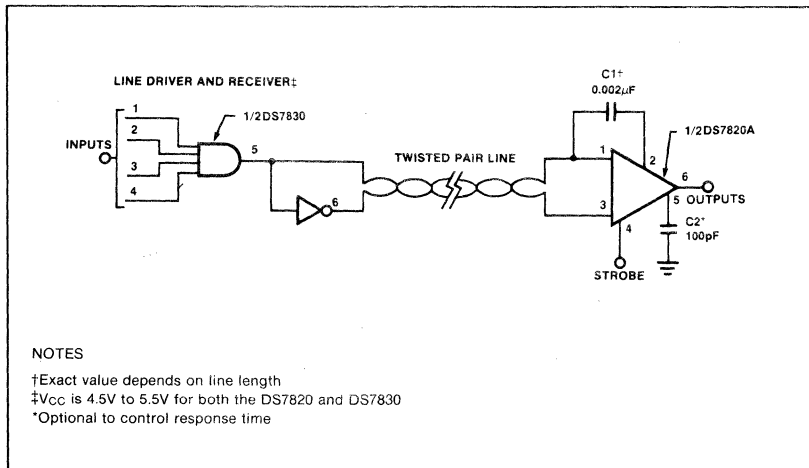 LINE DRIVER AND RECEIVER‡
1/2DS7830
INPUTS
1
2
3
4
5
6
TWISTED PAIR LINE
C1†
0.002μF
1/2DS7820A
1
2
3
4
5
6
OUTPUTS
C2*
100pF
STROBE
NOTES
†Exact value depends on line length
‡VCC is 4.5V to 5.5V for both the DS7820 and DS7830
*Optional to control response time